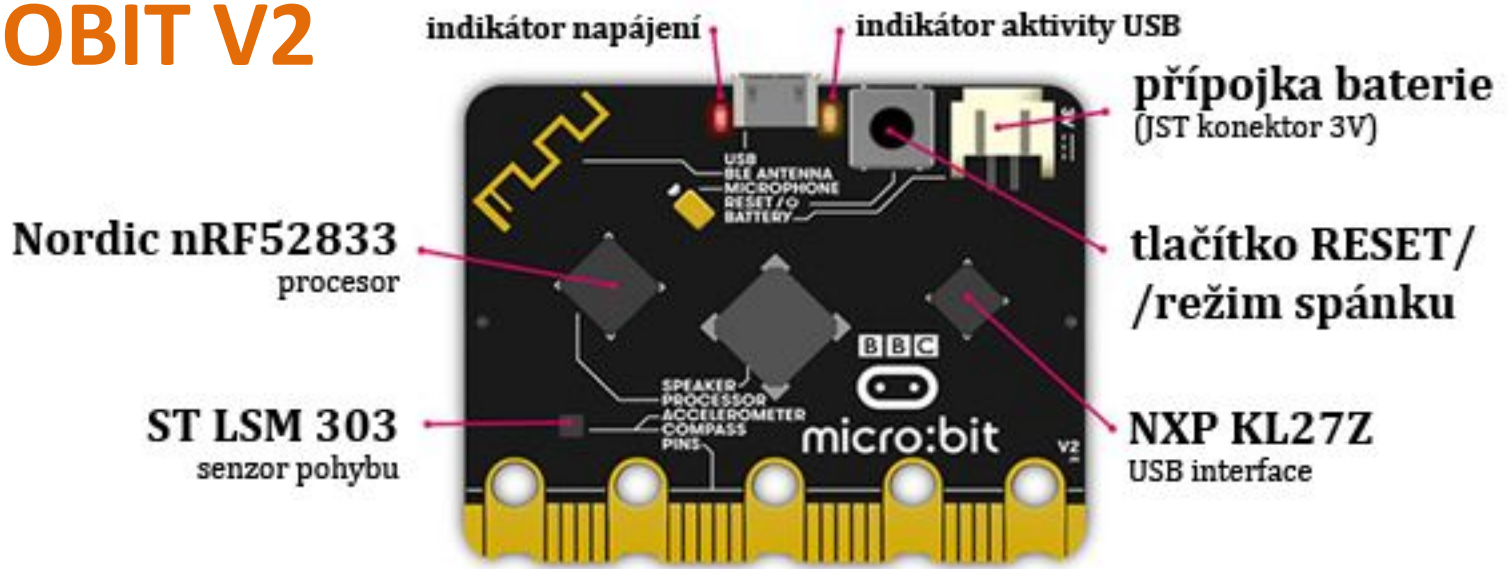 OBIT V2
indikátor napájení
indikátor aktivity USB
přípojka baterie
(JST konektor 3V)
3V
USB
BLE ANTENNA
MICROPHONE
RESET/
BATTERY
Nordic nRF52833
procesor
tlačítko RESET/
/režim spánku
BBC
SPEAKER
PROCESSOR
ACCELEROMETER
COMPASS
PINS
micro:bit
V2
ST LSM 303
senzor pohybu
NXP KL27Z
USB interface